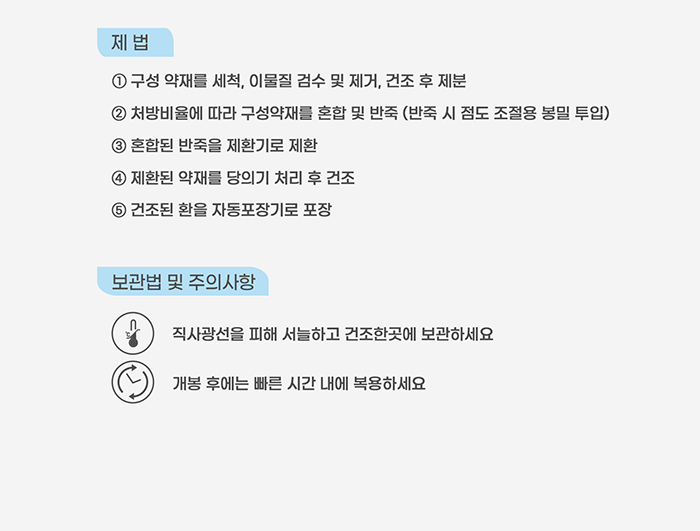 제 법
① 구성 약재를 세척, 이물질 검수 및 제거, 건조 후 제분
② 처방비율에 따라 구성약재를 혼합 및 반죽 (반죽 시 점도 조절용 봉밀 투입)
③ 혼합된 반죽을 제환기로 제환
④ 제환된 약재를 당의기 처리 후 건조
⑤ 건조된 환을 자동포장기로 포장
보관법 및 주의사항
직사광선을 피해 서늘하고 건조한곳에 보관하세요
개봉 후에는 빠른 시간 내에 복용하세요